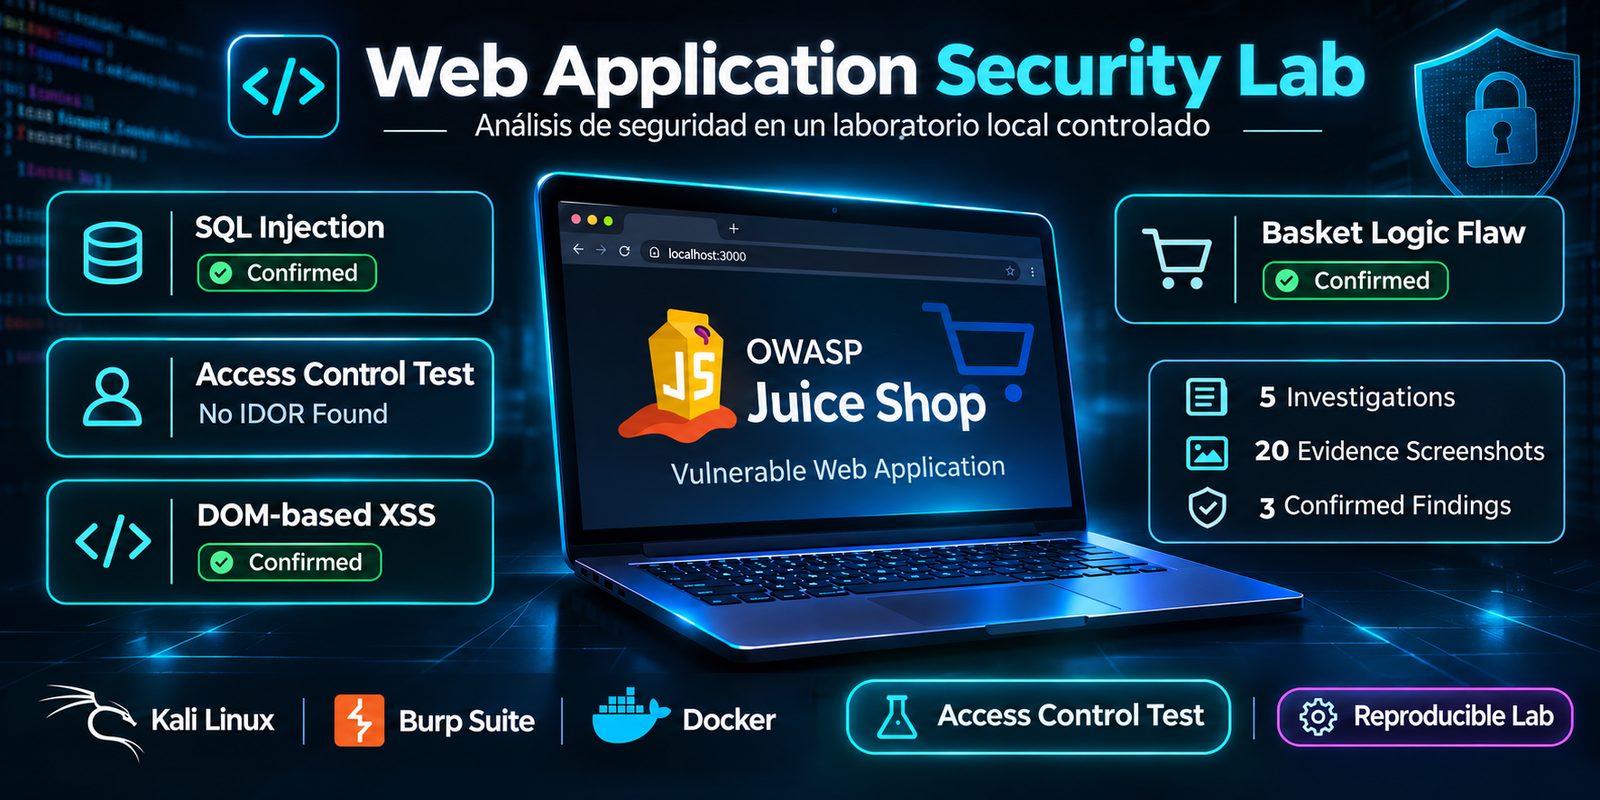 </>
Web Application Security Lab
Análisis de seguridad en un laboratorio local controlado
SQL Injection
Confirmed
Access Control Test
No IDOR Found
</>
DOM-based XSS
Confirmed
localhost:3000
JS
OWASP
Juice Shop
Vulnerable Web Application
Basket Logic Flaw
Confirmed
5 Investigations
20 Evidence Screenshots
3 Confirmed Findings
Kali Linux
Burp Suite
Docker
Access Control Test
Reproducible Lab